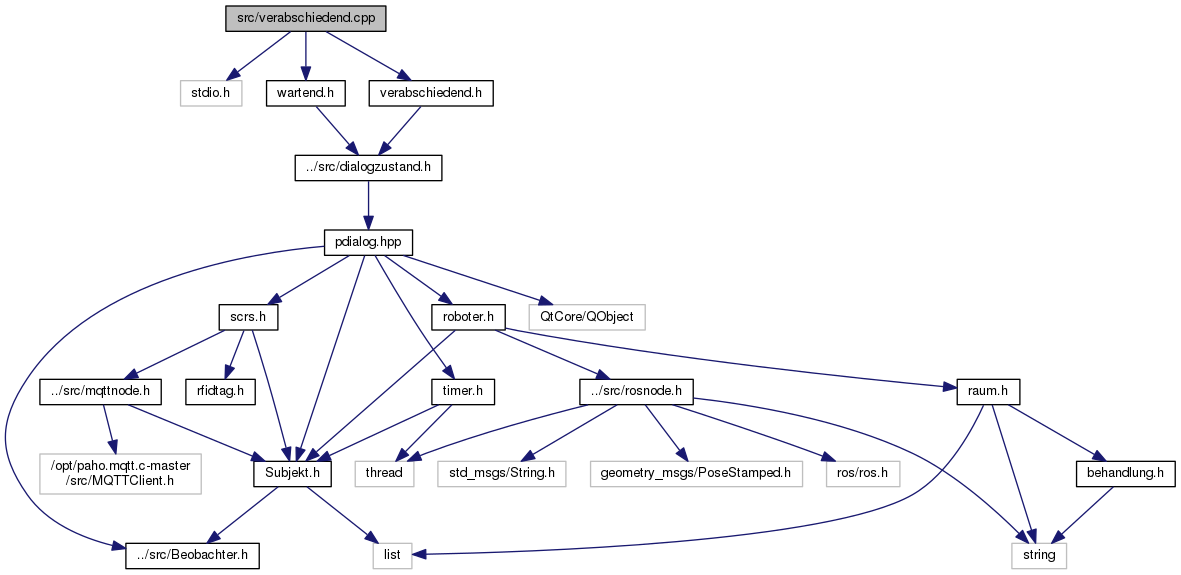 src/verabschiedend.cpp
stdio.h
wartend.h
verabschiedend.h
../src/dialogzustand.h
pdialog.hpp
scrs.h
roboter.h
QtCore/QObject
../src/mqttnode.h
rfidtag.h
timer.h
../src/rosnode.h
raum.h
/opt/paho.mqtt.c-master
/src/MQTTClient.h
Subjekt.h
thread
std_msgs/String.h
geometry_msgs/PoseStamped.h
ros/ros.h
behandlung.h
../src/Beobachter.h
list
string